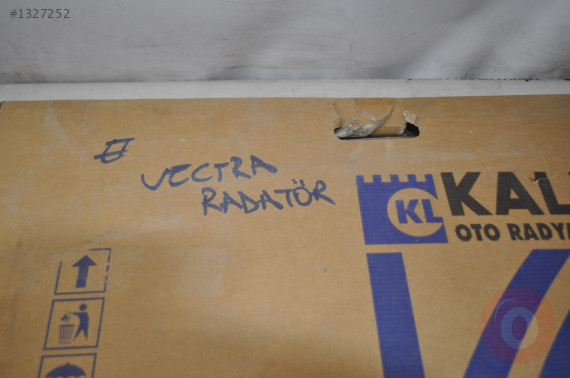 #1327252
VECTRA
RADATÖR
KL
KAL
OTO RADY